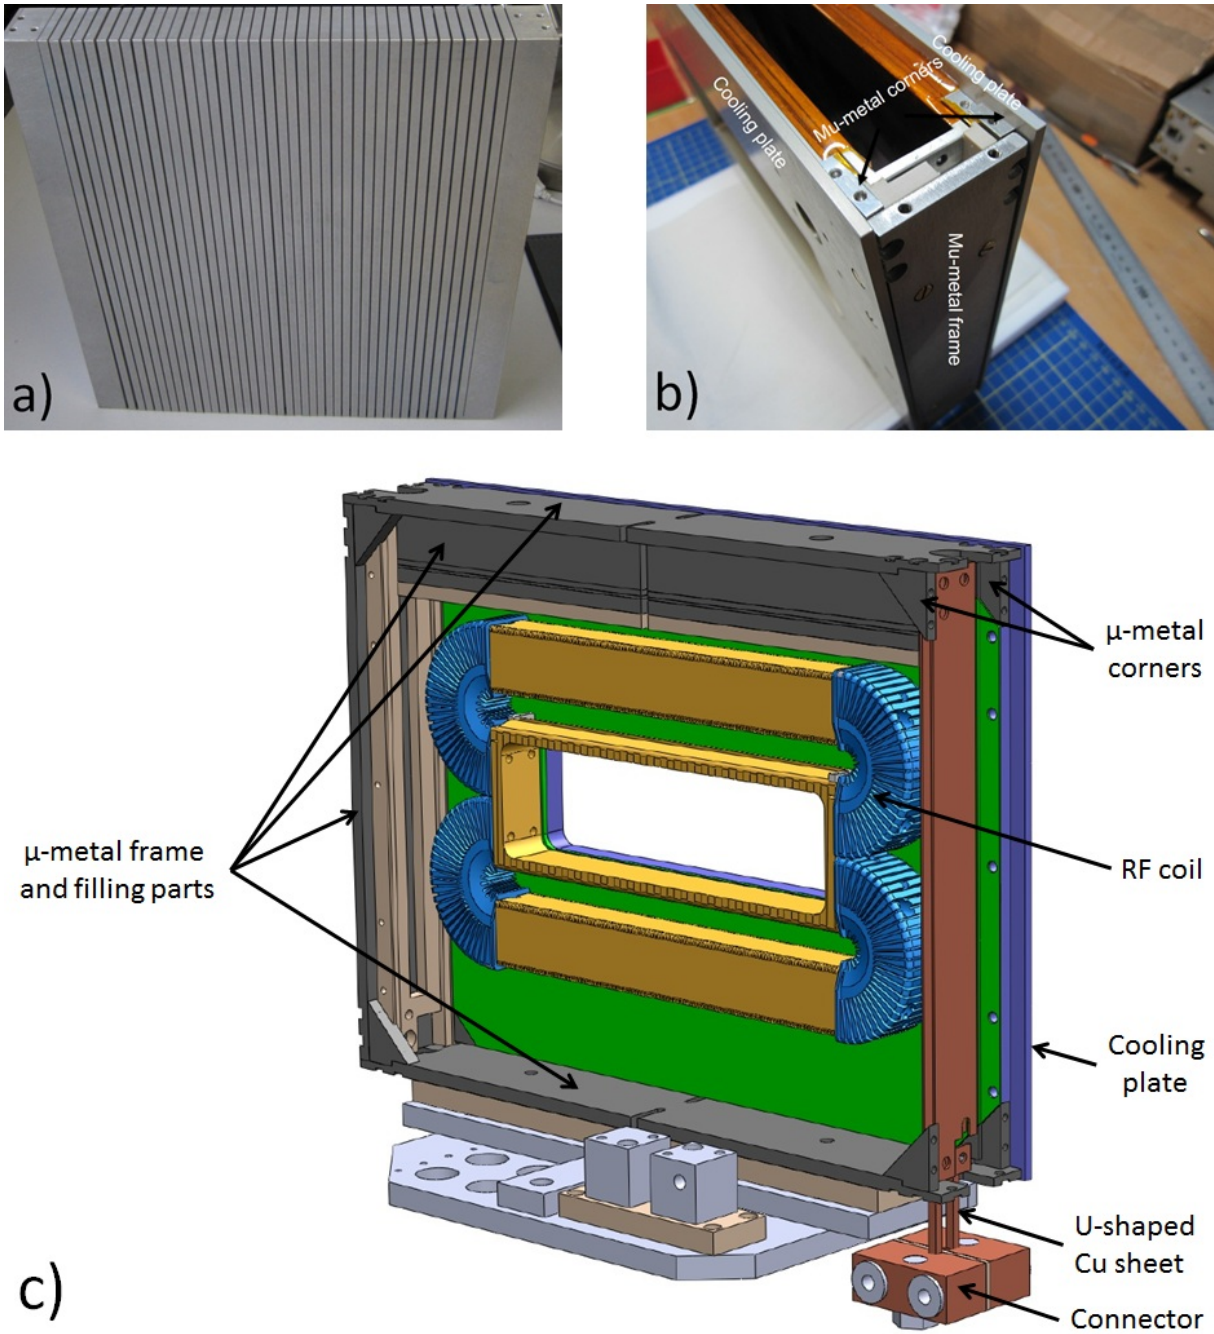 a)
Cooling plate
Mu-metal corners
Cooling plate
Mu-metal frame
b)
μ-metal
corners
μ-metal frame
and filling parts
RF coil
Cooling
plate
U-shaped
Cu sheet
Connector
c)